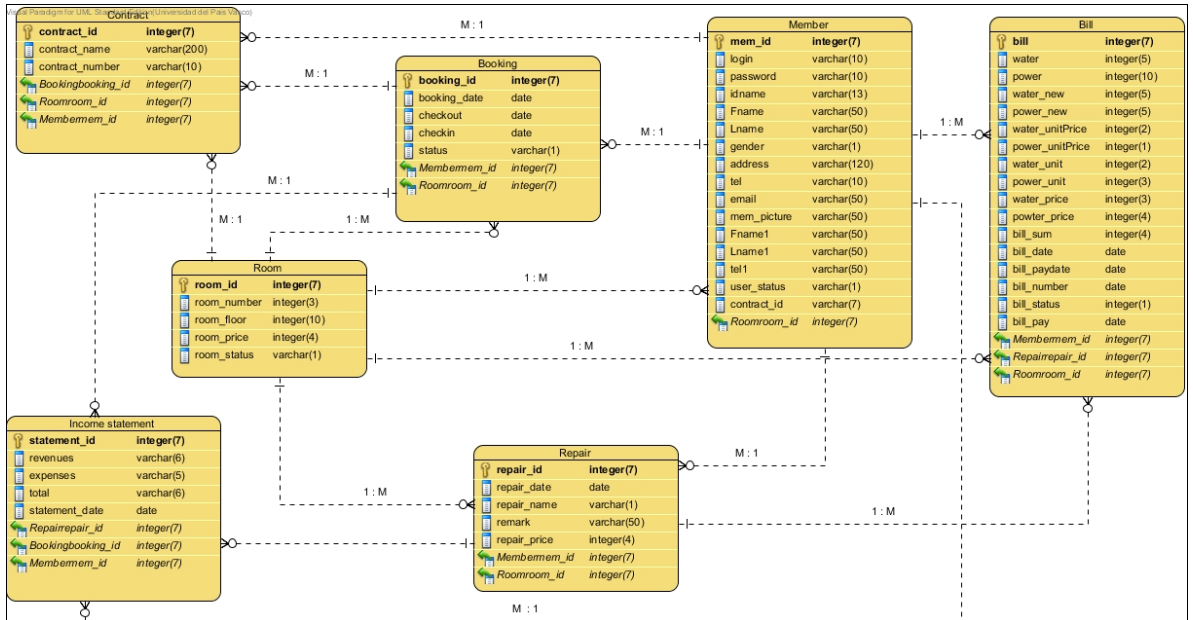 Visual Paradigm for UML Standard Edition(Universidad del Pais Vasco)
Contract
contract_id integer(7)
contract_name varchar(200)
contract_number varchar(10)
Bookingbooking_id integer(7)
Roomroom_id integer(7)
Membermem_id integer(7)
M : 1
M : 1
Booking
booking_id integer(7)
booking_date date
checkout date
checkin date
status varchar(1)
Membermem_id integer(7)
Roomroom_id integer(7)
M : 1
Member
mem_id integer(7)
login varchar(10)
password varchar(10)
idname varchar(13)
Fname varchar(50)
Lname varchar(50)
gender varchar(1)
address varchar(120)
tel varchar(10)
email varchar(50)
mem_picture varchar(50)
Fname1 varchar(50)
Lname1 varchar(50)
tel1 varchar(50)
user_status varchar(1)
contract_id varchar(7)
Roomroom_id integer(7)
1 : M
Bill
bill integer(7)
water integer(5)
power integer(10)
water_new integer(5)
power_new integer(5)
water_unitPrice integer(2)
power_unitPrice integer(1)
water_unit integer(2)
power_unit integer(3)
water_price integer(3)
powter_price integer(4)
bill_sum integer(4)
bill_date date
bill_paydate date
bill_number date
bill_status integer(1)
bill_pay date
Membermem_id integer(7)
Repairrepair_id integer(7)
Roomroom_id integer(7)
M : 1
M : 1
1 : M
Room
room_id integer(7)
room_number integer(3)
room_floor integer(10)
room_price integer(4)
room_status varchar(1)
1 : M
1 : M
Income statement
statement_id integer(7)
revenues varchar(6)
expenses varchar(5)
total varchar(6)
statement_date date
Repairrepair_id integer(7)
Bookingbooking_id integer(7)
Membermem_id integer(7)
1 : M
Repair
repair_id integer(7)
repair_date date
repair_name varchar(1)
remark varchar(50)
repair_price integer(4)
Membermem_id integer(7)
Roomroom_id integer(7)
M : 1
1 : M
M : 1